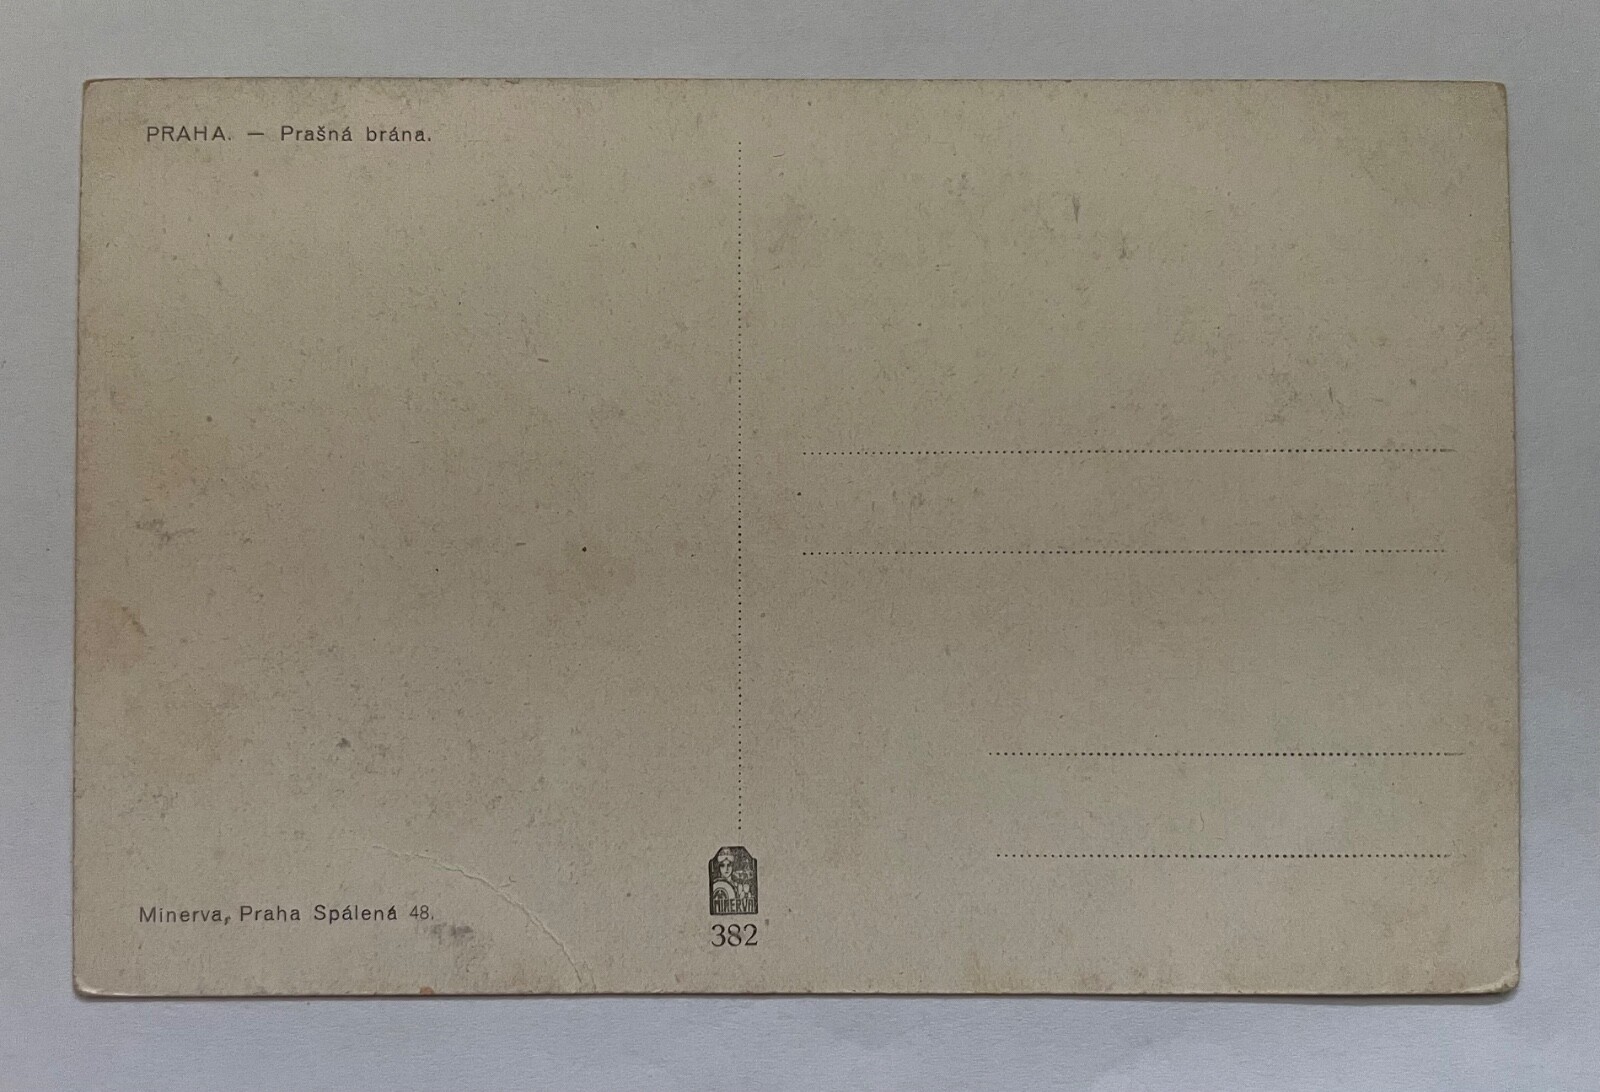 PRAHA. — Prašná brána.
Minerva, Praha Spálená 48.
MINERVA
382